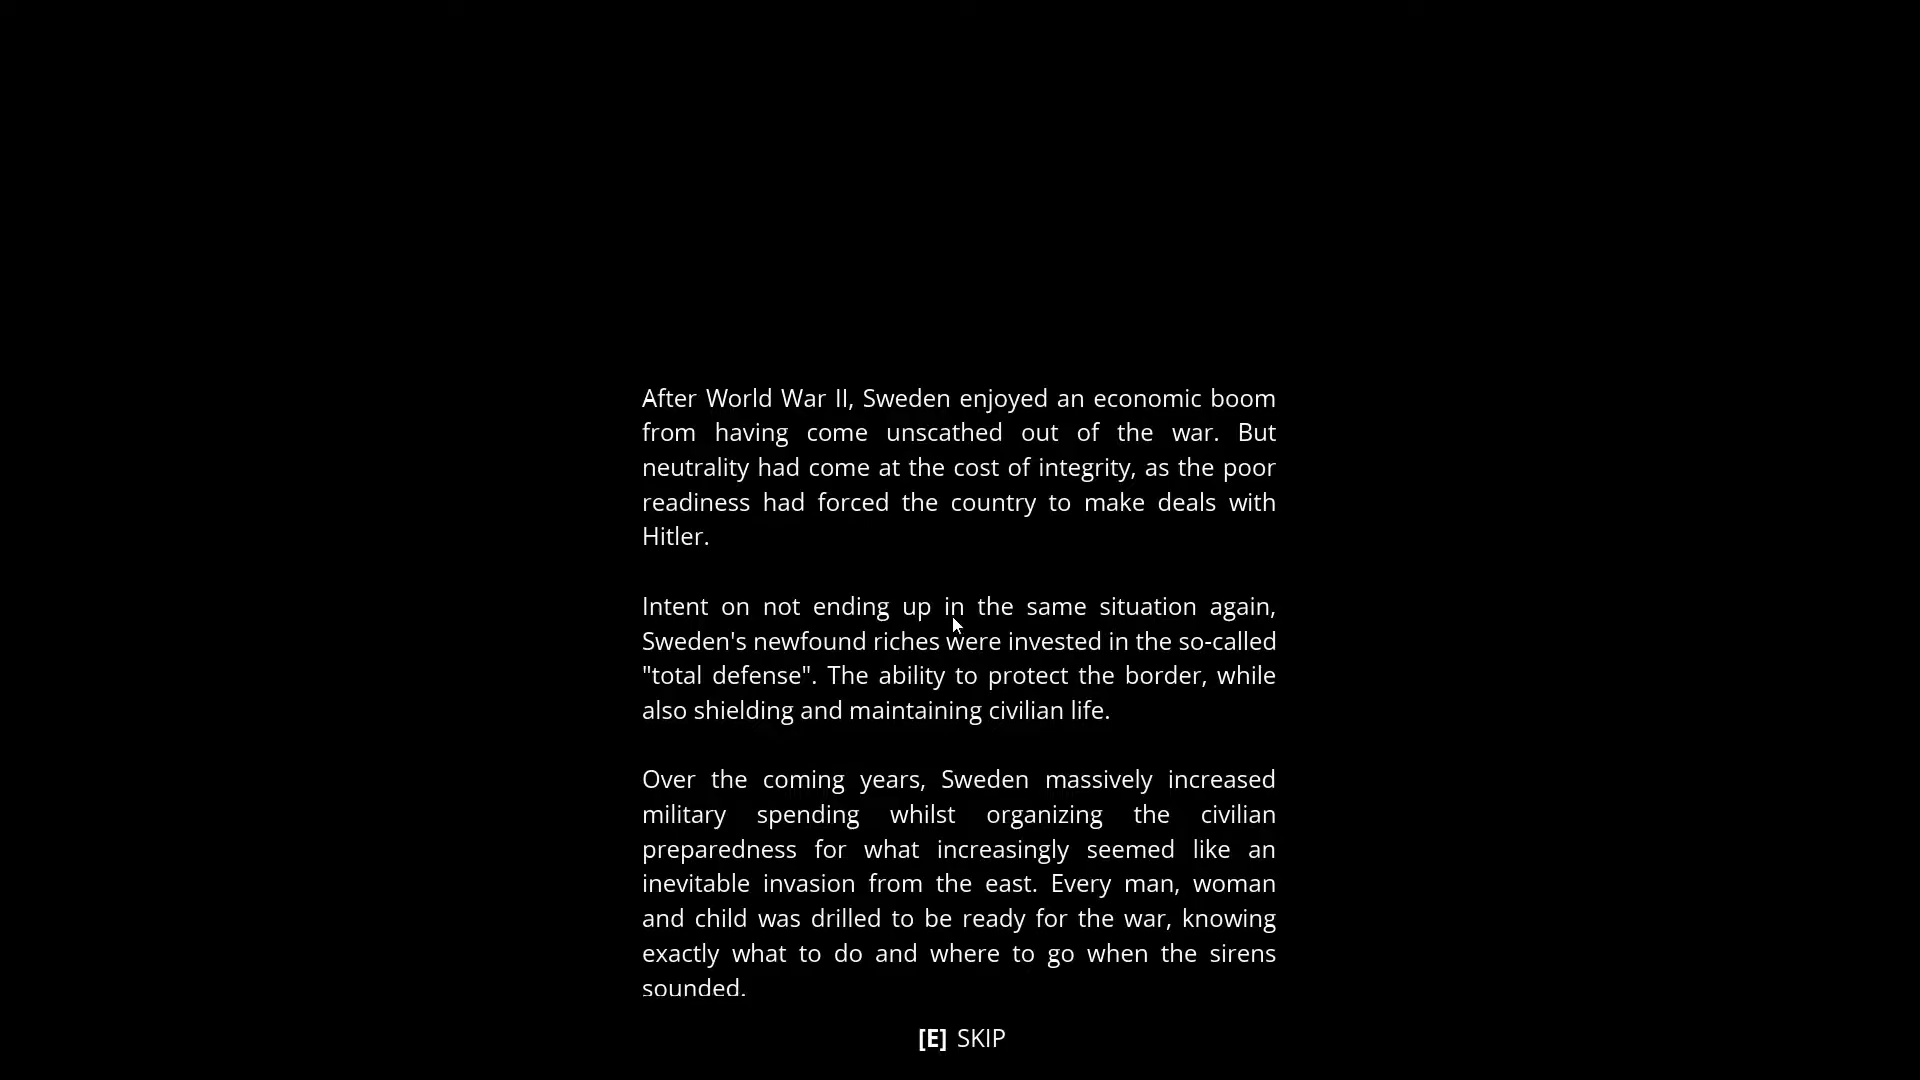 After World War II, Sweden enjoyed an economic boom
from having come unscathed out of the war. But
neutrality had come at the cost of integrity, as the poor
readiness had forced the country to make deals with
Hitler.
Intent on not ending up in the same situation again,
Sweden's newfound riches were invested in the so-called
"total defense". The ability to protect the border, while
also shielding and maintaining civilian life.
Over the coming years, Sweden massively increased
military spending whilst organizing the civilian
preparedness for what increasingly seemed like an
inevitable invasion from the east. Every man, woman
and child was drilled to be ready for the war, knowing
exactly what to do and where to go when the sirens
sounded.
[E] SKIP